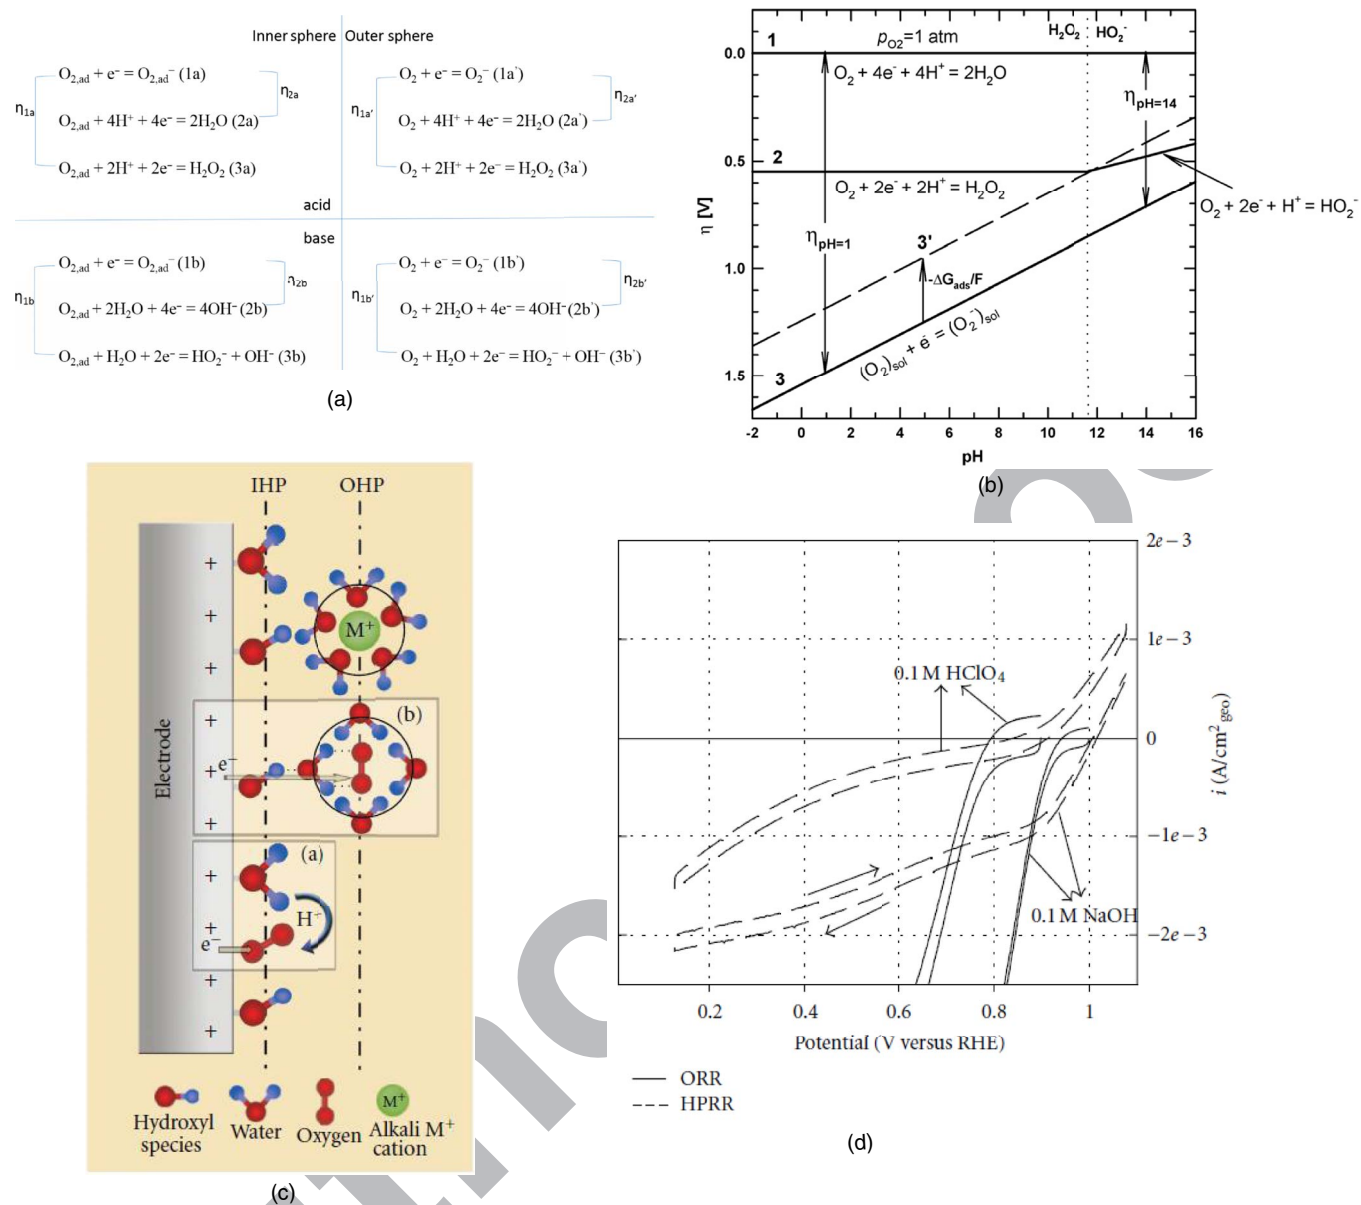 Inner sphere Outer sphere
O2,ad + e⁻ = O2,ad⁻ (1a)
η1a
η2a
O2,ad + 4H⁺ + 4e⁻ = 2H2O (2a)
O2,ad + 2H⁺ + 2e⁻ = H2O2 (3a)
O2 + e⁻ = O2⁻ (1a')
η1a'
η2a'
O2 + 4H⁺ + 4e⁻ = 2H2O (2a')
O2 + 2H⁺ + 2e⁻ = H2O2 (3a')
acid
base
O2,ad + e⁻ = O2,ad⁻ (1b)
η1b
η2b
O2,ad + 2H2O + 4e⁻ = 4OH⁻ (2b)
O2,ad + H2O + 2e⁻ = HO2⁻ + OH⁻ (3b)
O2 + e⁻ = O2⁻ (1b')
η1b'
η2b'
O2 + 2H2O + 4e⁻ = 4OH⁻ (2b')
O2 + H2O + 2e⁻ = HO2⁻ + OH⁻ (3b')
(a)
1 pO2=1 atm H2O2 HO2⁻
O2 + 4e⁻ + 4H⁺ = 2H2O
ηpH=14
2
O2 + 2e⁻ + 2H⁺ = H2O2
O2 + 2e⁻ + H⁺ = HO2⁻
ηpH=1
3'
-ΔGads/F
(O2)sol + e⁻ = (O2⁻)sol
3
0.0
0.5
1.0
1.5
η [V]
-2 0 2 4 6 8 10 12 14 16
pH
(b)
IHP OHP
M⁺
Electrode
(b)
e⁻
(a)
H⁺
e⁻
+
+
+
+
+
+
+
+
+
+
Hydroxyl species
Water
Oxygen
M⁺
Alkali M⁺ cation
(c)
2e−3
1e−3
0
−1e−3
−2e−3
i (A/cm²geo)
0.1 M HClO4
0.1 M NaOH
0.2 0.4 0.6 0.8 1
Potential (V versus RHE)
ORR
HPRR
(d)